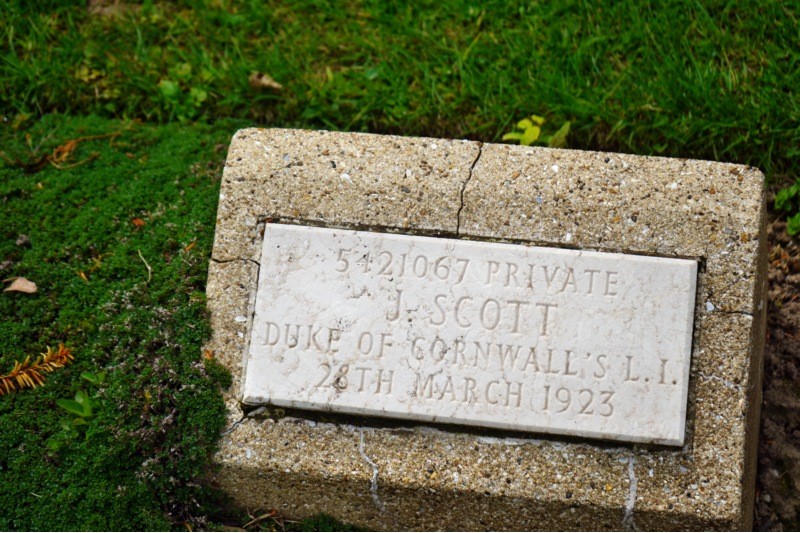 5421067 PRIVATE
J. SCOTT
DUKE OF CORNWALL'S L.I.
28TH MARCH 1923